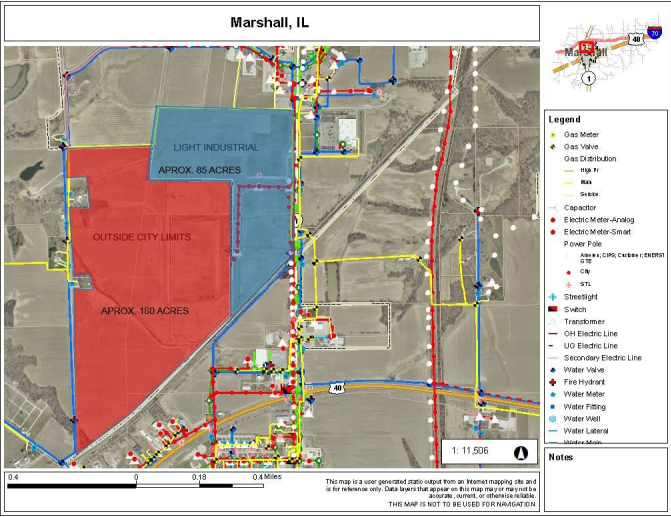 Marshall, IL
40
70
Marshall
1
LIGHT INDUSTRIAL
APROX. 85 ACRES
OUTSIDE CITY LIMITS
APROX. 180 ACRES
40
1: 11,506
Legend
Gas Meter
Gas Valve
Gas Distribution
High Pr
Main
Service
Capacitor
Electric Meter-Analog
Electric Meter-Smart
Power Pole
City
STL
Streetlight
Switch
Transformer
OH Electric Line
UG Electric Line
Secondary Electric Line
Water Valve
Fire Hydrant
Water Meter
Water Fitting
Water Well
Water Lateral
Water Main
Notes
0.4
0
0.18
0.4 Miles
This map is a user generated static output from an Internet mapping site and
is for reference only. Data layers that appear on this map may or may not be
accurate, current, or otherwise reliable.
THIS MAP IS NOT TO BE USED FOR NAVIGATION